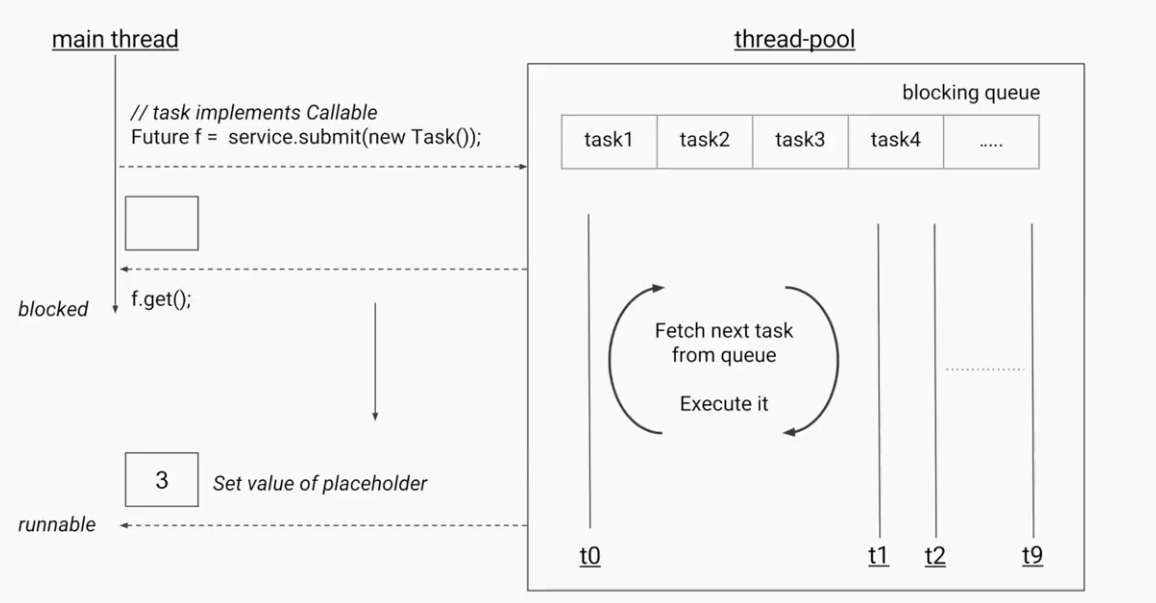 main thread
thread-pool
// task implements Callable
Future f =  service.submit(new Task());
blocking queue
task1
task2
task3
task4
.....
blocked
f.get();
Fetch next task
from queue
Execute it
3
Set value of placeholder
runnable
t0
t1
t2
t9